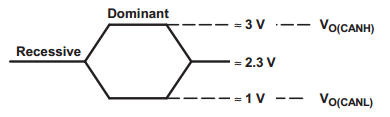 Dominant
≈ 3 V VO(CANH)
Recessive
≈ 2.3 V
≈ 1 V VO(CANL)